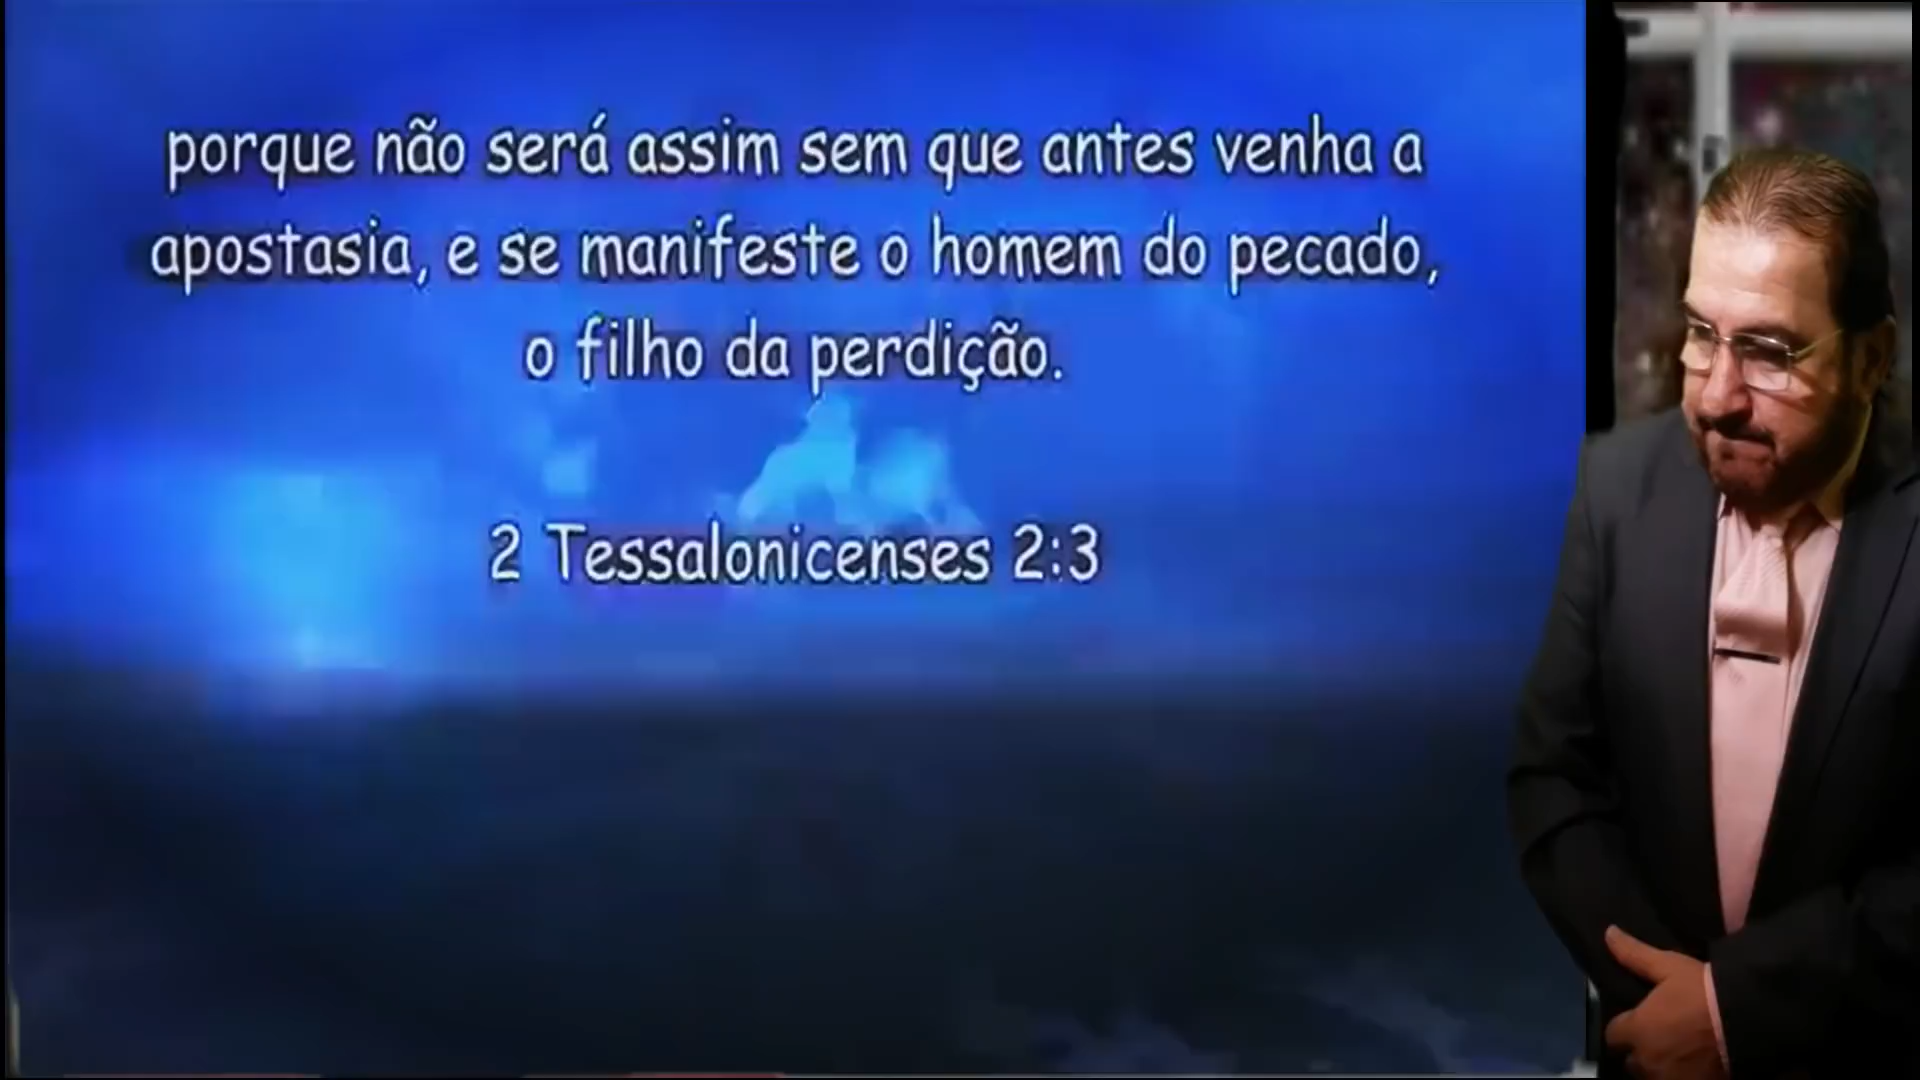 porque não será assim sem que antes venha a
apostasia, e se manifeste o homem do pecado,
o filho da perdição.
2 Tessalonicenses 2:3